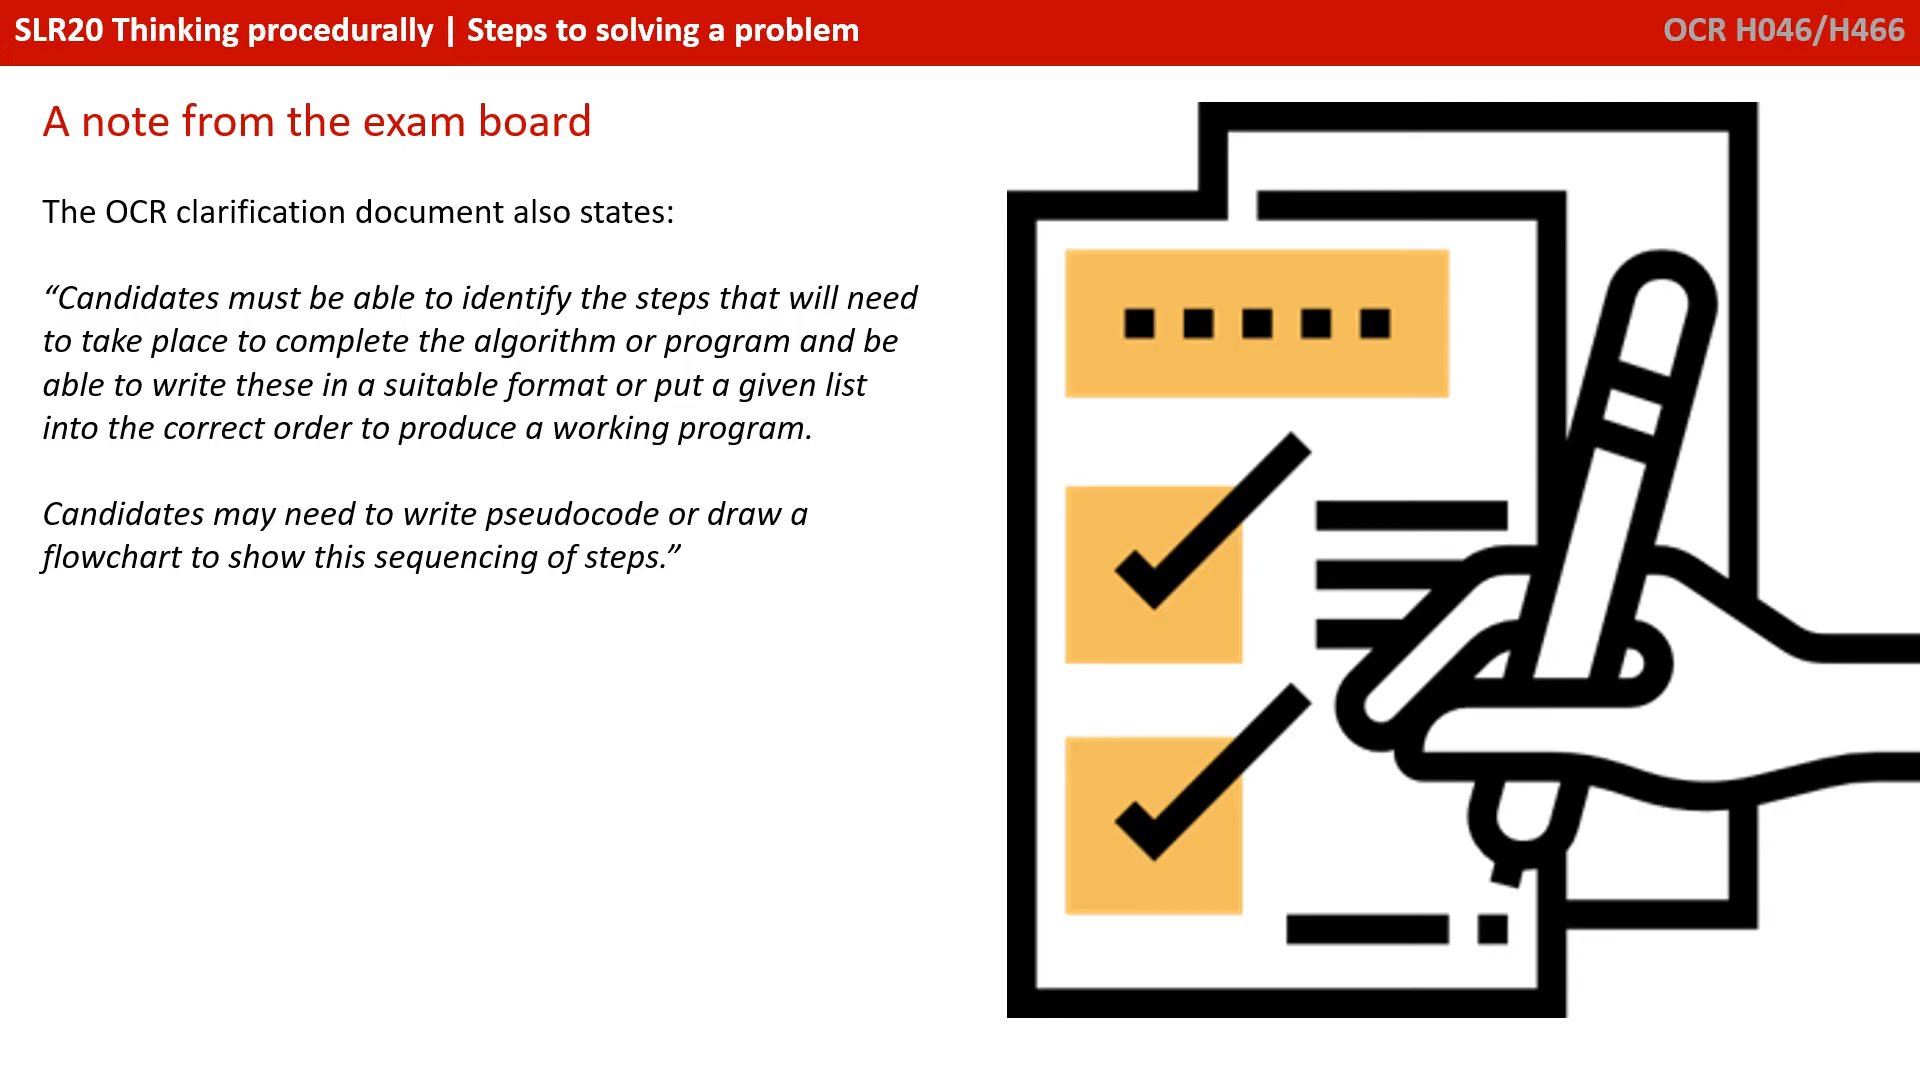 SLR20 Thinking procedurally | Steps to solving a problem
OCR H046/H466
A note from the exam board
The OCR clarification document also states:
“Candidates must be able to identify the steps that will need
to take place to complete the algorithm or program and be
able to write these in a suitable format or put a given list
into the correct order to produce a working program.
Candidates may need to write pseudocode or draw a
flowchart to show this sequencing of steps.”